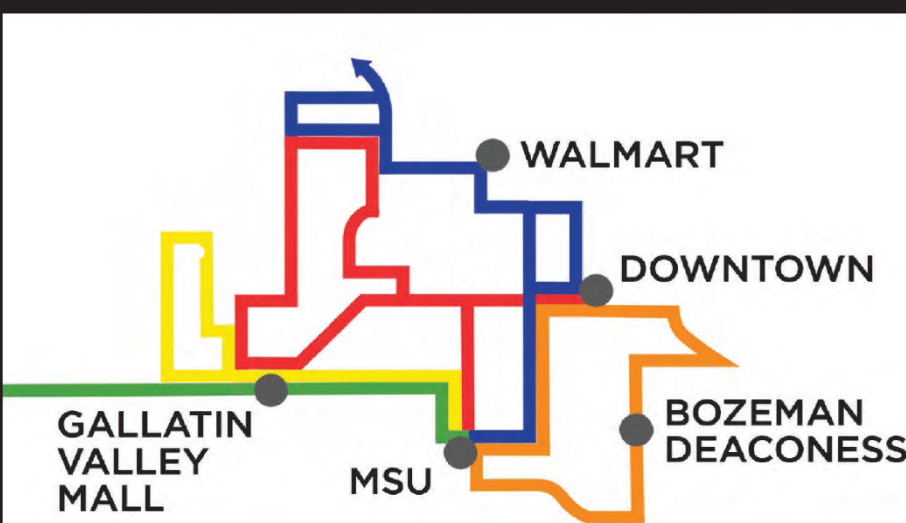 WALMART
DOWNTOWN
GALLATIN
VALLEY
MALL
MSU
BOZEMAN
DEACONESS